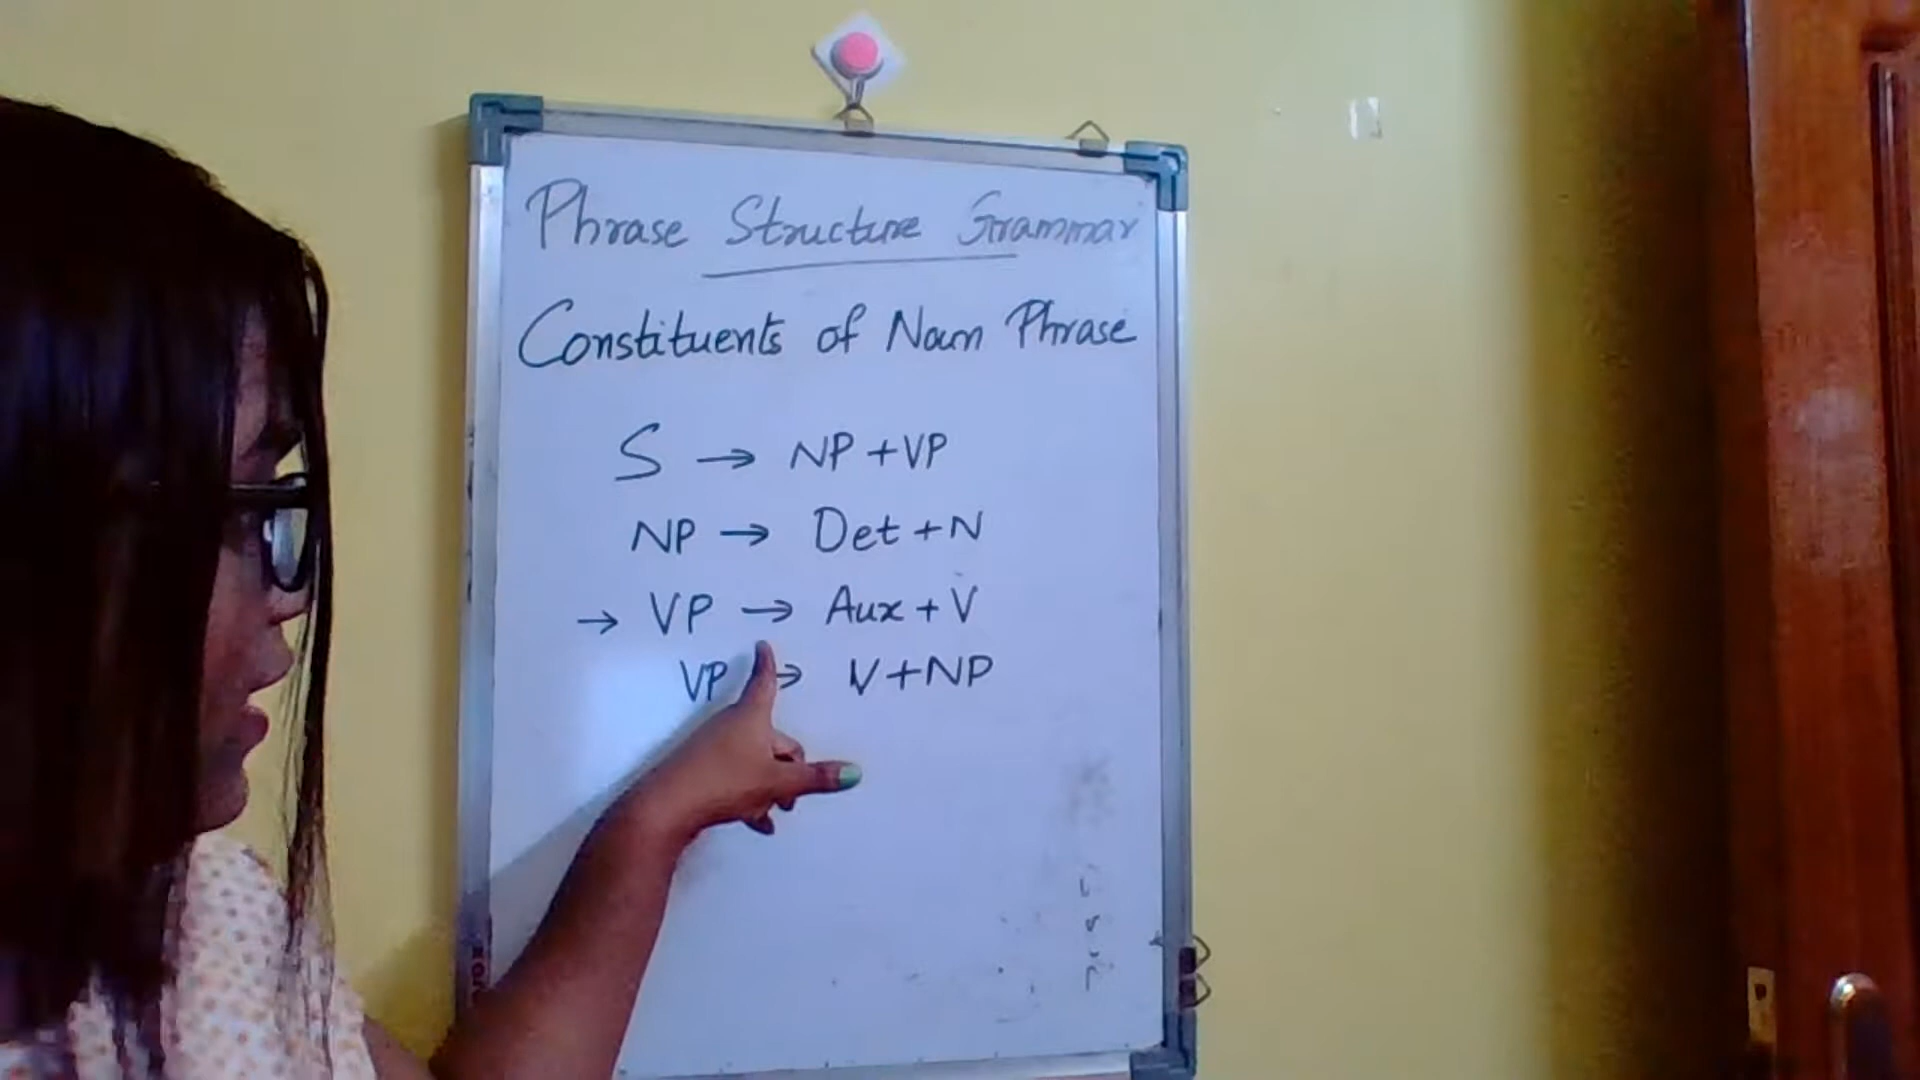 Phrase Structure Grammar
Constituents of Noun Phrase
S → NP + VP
NP → Det + N
→ VP → Aux + V
VP → V + NP